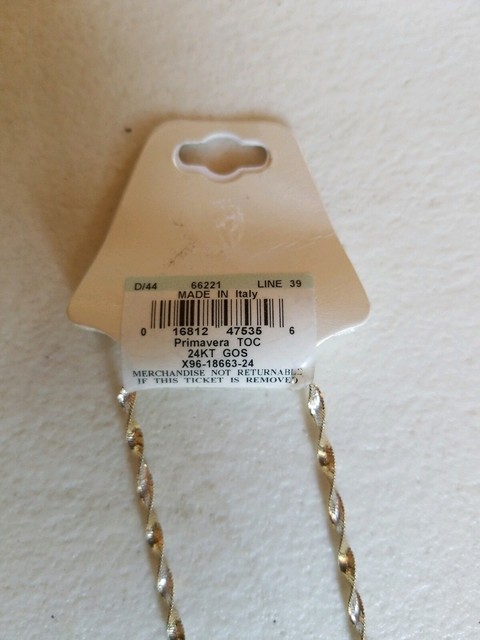 D/44 66221 LINE 39
MADE IN Italy
0 16812 47535 6
Primavera TOC
24KT GOS
X96-18663-24
MERCHANDISE NOT RETURNABLE
IF THIS TICKET IS REMOVED